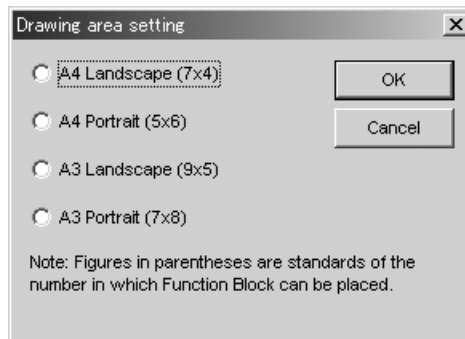 Drawing area setting
A4 Landscape (7x4)
OK
A4 Portrait (5x6)
Cancel
A3 Landscape (9x5)
A3 Portrait (7x8)
Note: Figures in parentheses are standards of the
number in which Function Block can be placed.